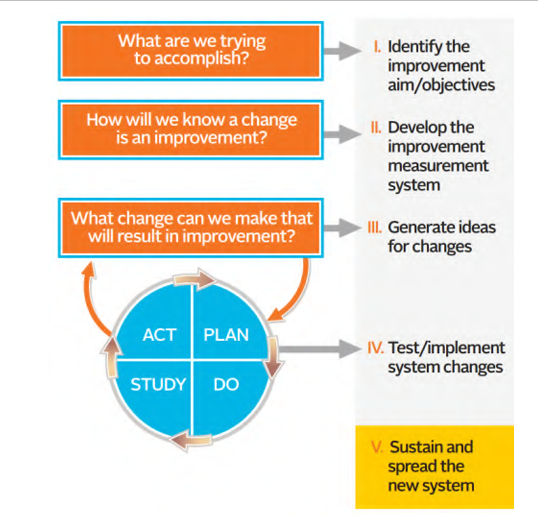 What are we trying
to accomplish?
I. Identify the
improvement
aim/objectives
How will we know a change
is an improvement?
II. Develop the
improvement
measurement
system
What change can we make that
will result in improvement?
III. Generate ideas
for changes
ACT PLAN
STUDY DO
IV. Test/implement
system changes
V. Sustain and
spread the
new system